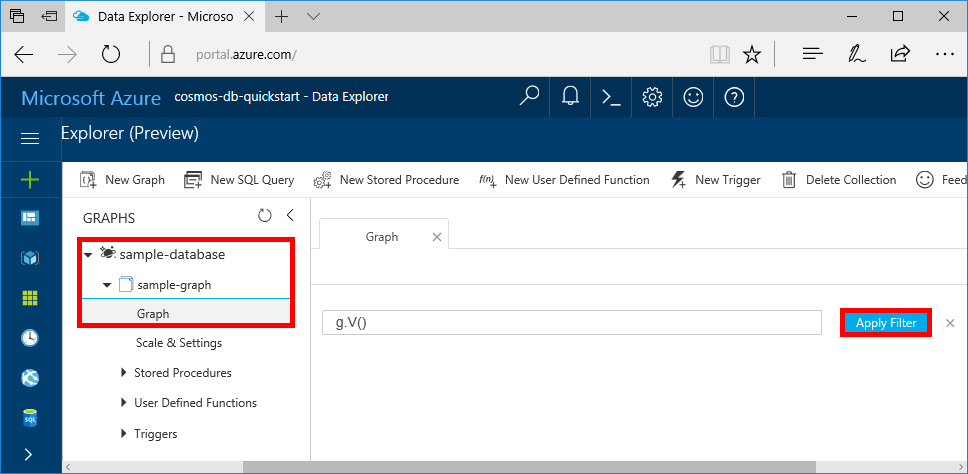 Data Explorer - Microso
portal.azure.com/
Microsoft Azure cosmos-db-quickstart - Data Explorer
Explorer (Preview)
New Graph New SQL Query New Stored Procedure f(n) New User Defined Function New Trigger Delete Collection Feed
GRAPHS
Graph
sample-database
sample-graph
Graph
g.V() Apply Filter
Scale & Settings
Stored Procedures
User Defined Functions
Triggers
SQL